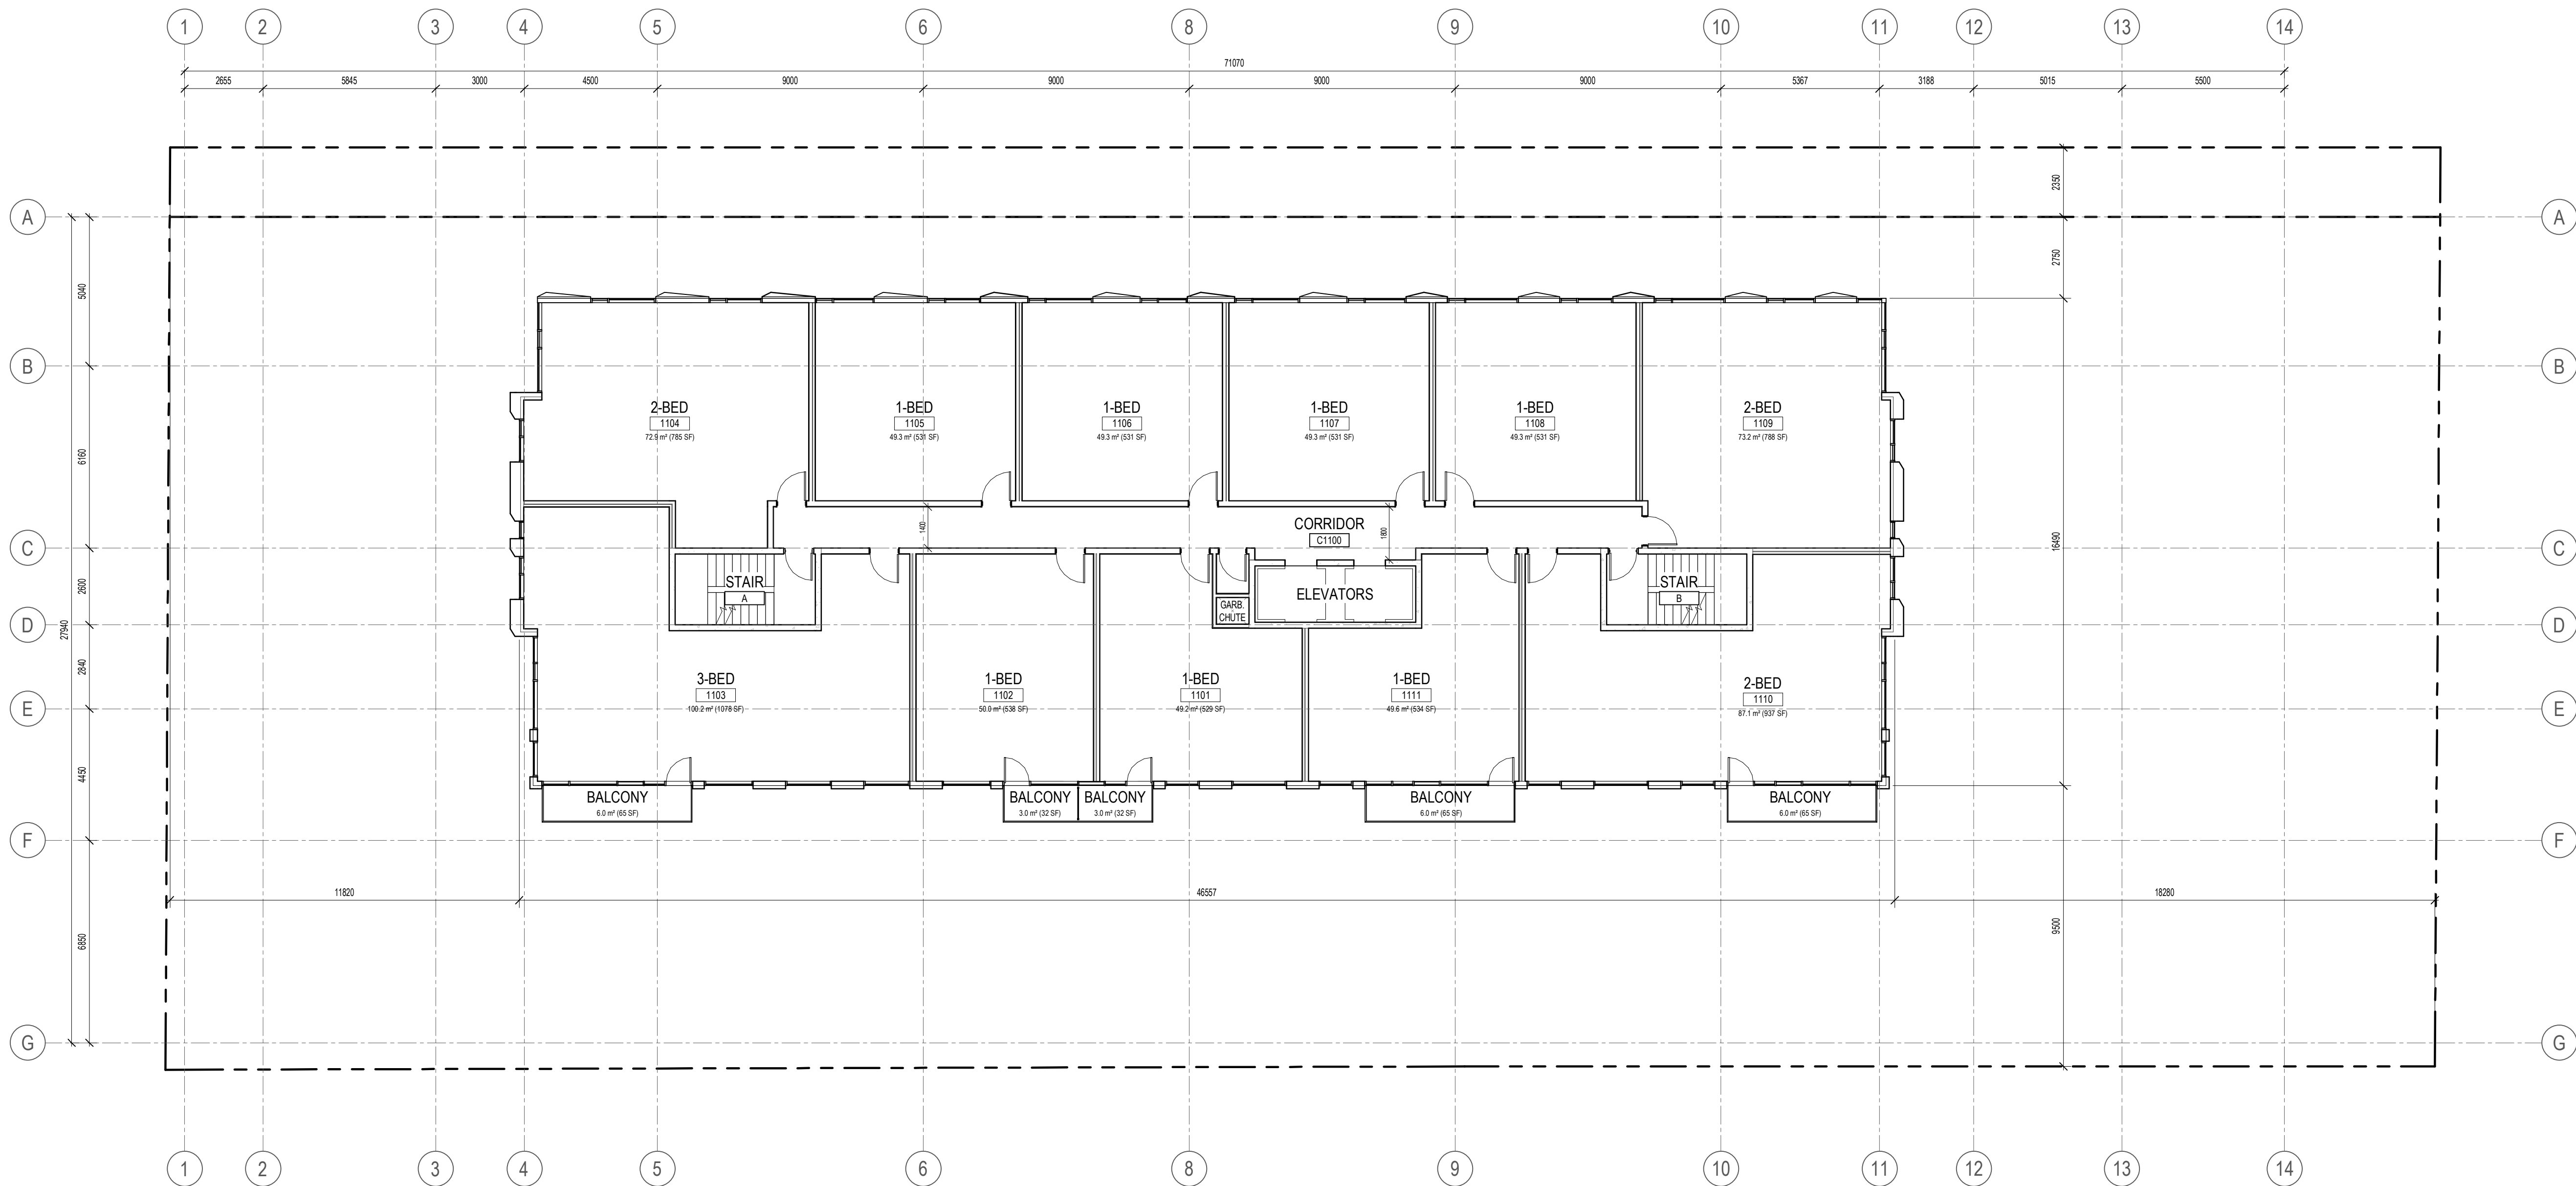 1 2 3 4 5 6 8 9 10 11 12 13 14
71070
2655 5845 3000 4500 9000 9000 9000 9000 5367 3188 5015 5500
2350
A A
2750
5040
B B
2-BED 1-BED 1-BED 1-BED 1-BED 2-BED
1104 1105 1106 1107 1108 1109
72.9 m² (785 SF) 49.3 m² (531 SF) 49.3 m² (531 SF) 49.3 m² (531 SF) 49.3 m² (531 SF) 73.2 m² (788 SF)
6160
CORRIDOR
1400 1800
C1100
16490
C C
STAIR STAIR
2600
ELEVATORS
A B
GARB.
CHUTE
D D
27940
2840
3-BED 1-BED 1-BED 1-BED 2-BED
1103 1102 1101 1111 1110
100.2 m² (1078 SF) 50.0 m² (538 SF) 49.2 m² (529 SF) 49.6 m² (534 SF) 87.1 m² (937 SF)
E E
4450
BALCONY BALCONY BALCONY BALCONY BALCONY
6.0 m² (65 SF) 3.0 m² (32 SF) 3.0 m² (32 SF) 6.0 m² (65 SF) 6.0 m² (65 SF)
F F
11820 46557 18280
9500
6850
G G
1 2 3 4 5 6 8 9 10 11 12 13 14